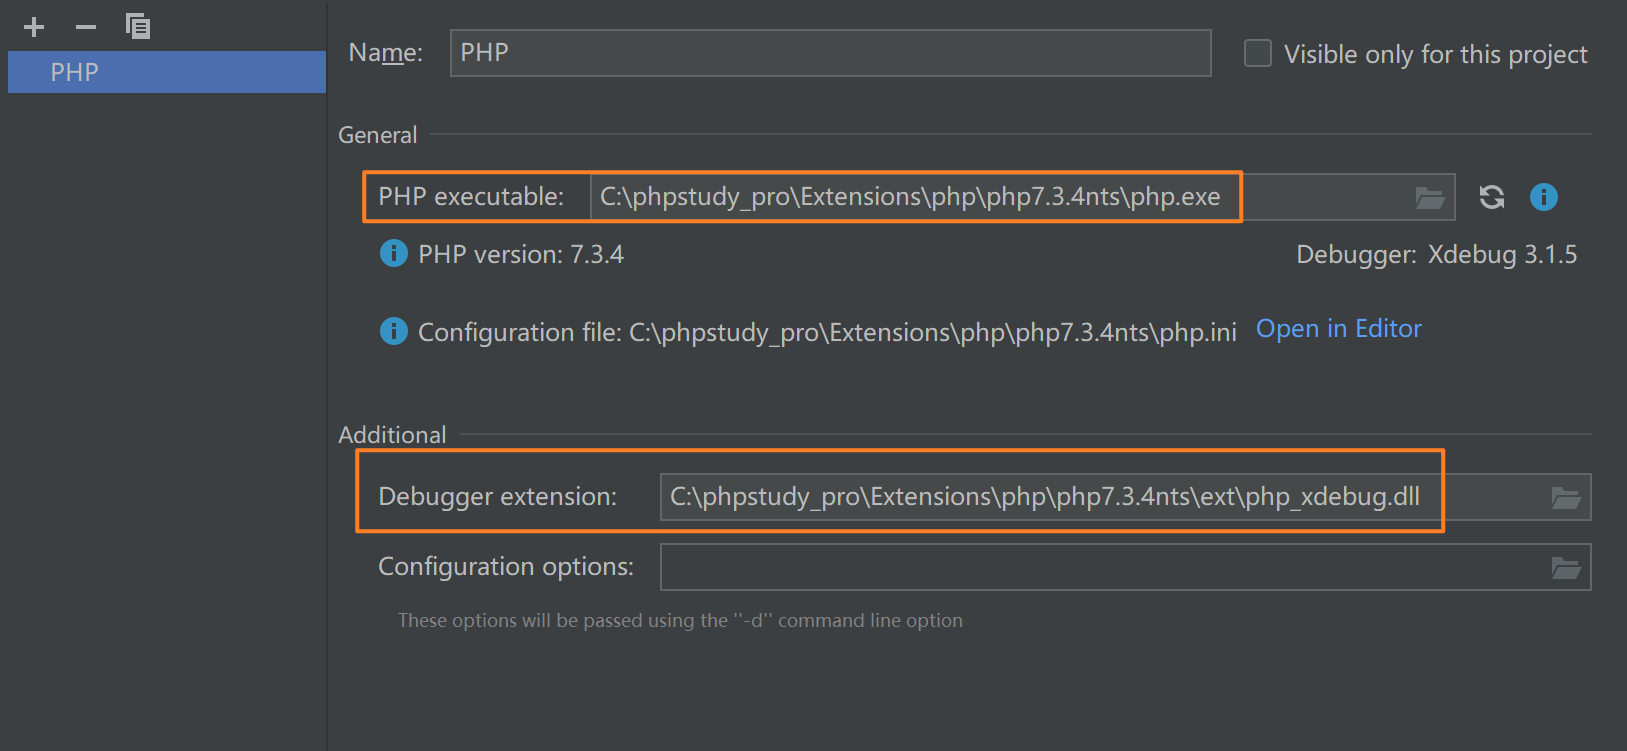 Name: PHP Visible only for this project
PHP
General
PHP executable: C:\phpstudy_pro\Extensions\php\php7.3.4nts\php.exe
PHP version: 7.3.4 Debugger: Xdebug 3.1.5
Configuration file: C:\phpstudy_pro\Extensions\php\php7.3.4nts\php.ini Open in Editor
Additional
Debugger extension: C:\phpstudy_pro\Extensions\php\php7.3.4nts\ext\php_xdebug.dll
Configuration options:
These options will be passed using the ''-d'' command line option